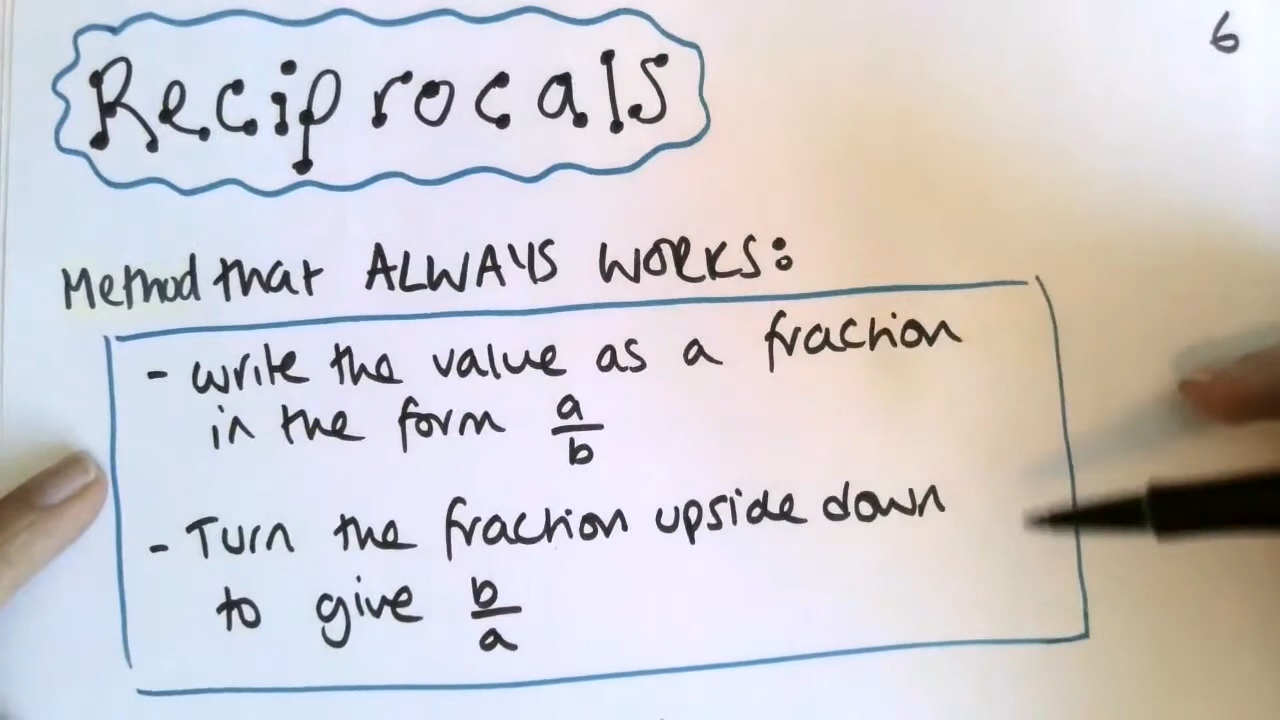 6
Reciprocals
Method that ALWAYS WORKS:
- Write the value as a fraction
in the form a/b
- Turn the fraction upside down
to give b/a